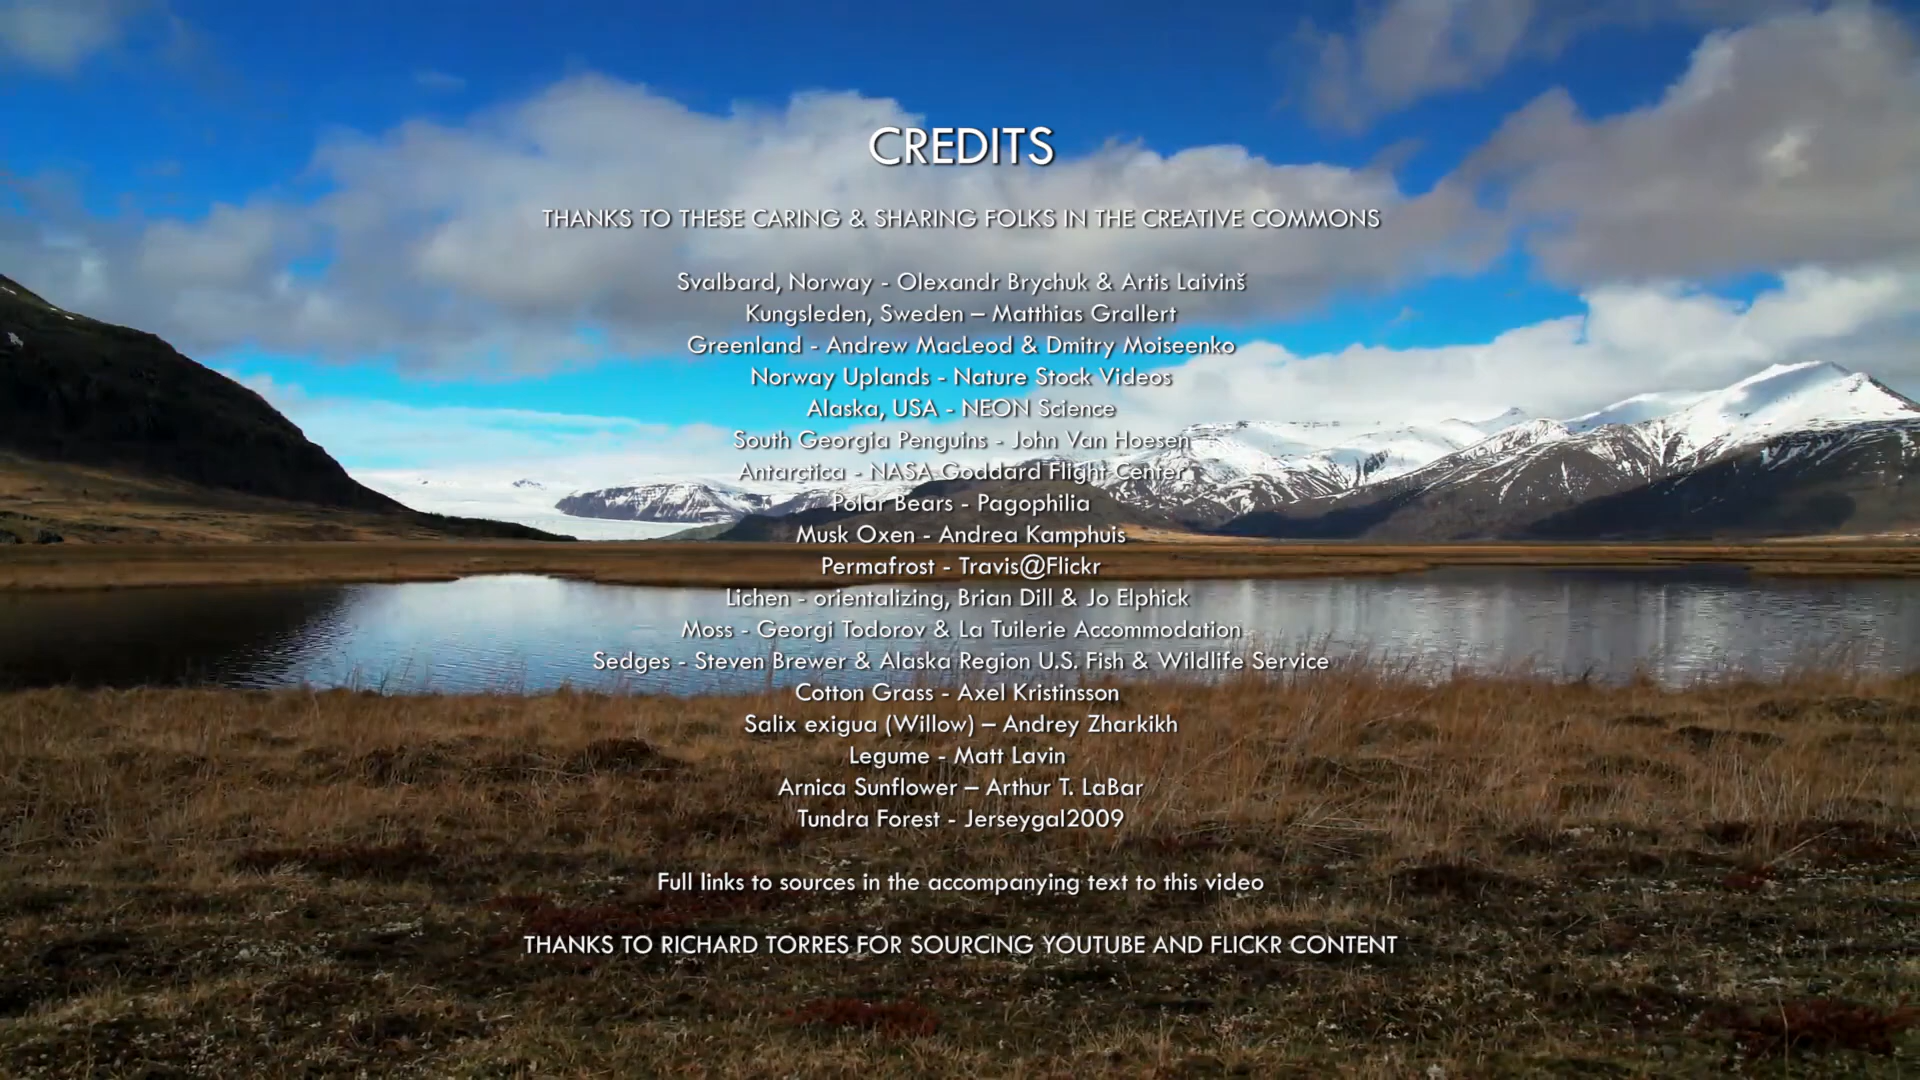 CREDITS
THANKS TO THESE CARING & SHARING FOLKS IN THE CREATIVE COMMONS
Svalbard, Norway - Olexandr Brychuk & Artis Laivinš
Kungsleden, Sweden – Matthias Grallert
Greenland - Andrew MacLeod & Dmitry Moiseenko
Norway Uplands - Nature Stock Videos
Alaska, USA - NEON Science
South Georgia Penguins - John Van Hoesen
Antarctica - NASA Goddard Flight Center
Polar Bears - Pagophilia
Musk Oxen - Andrea Kamphuis
Permafrost - Travis@Flickr
Lichen - orientalizing, Brian Dill & Jo Elphick
Moss - Georgi Todorov & La Tuilerie Accommodation
Sedges - Steven Brewer & Alaska Region U.S. Fish & Wildlife Service
Cotton Grass - Axel Kristinsson
Salix exigua (Willow) – Andrey Zharkikh
Legume - Matt Lavin
Arnica Sunflower – Arthur T. LaBar
Tundra Forest - Jerseygal2009
Full links to sources in the accompanying text to this video
THANKS TO RICHARD TORRES FOR SOURCING YOUTUBE AND FLICKR CONTENT